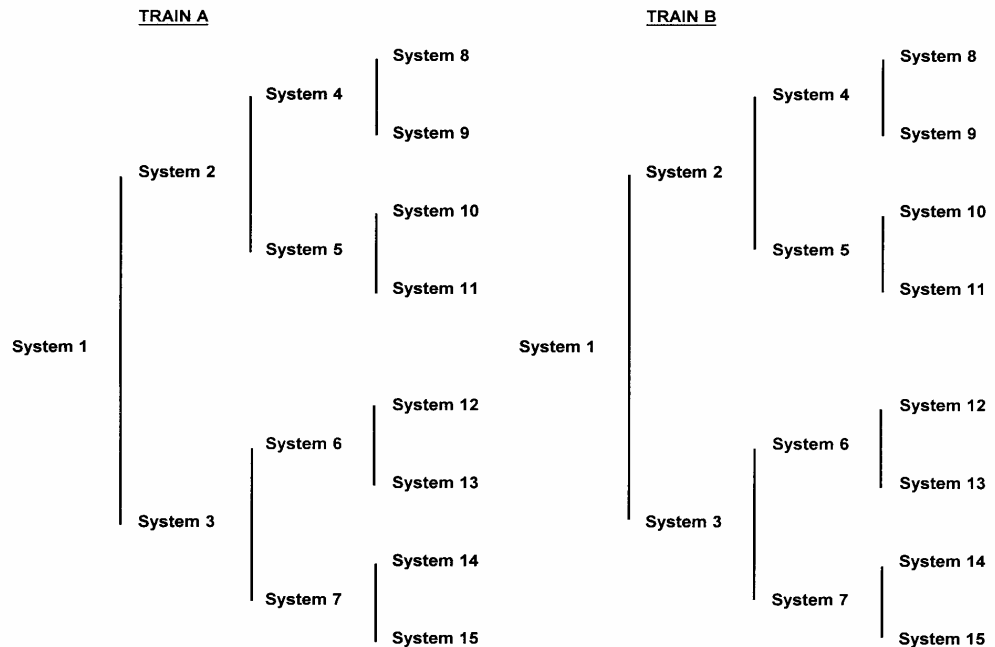 TRAIN A
System 8
System 4
System 9
System 2
System 10
System 5
System 11
System 1
System 12
System 6
System 13
System 3
System 14
System 7
System 15
TRAIN B
System 8
System 4
System 9
System 2
System 10
System 5
System 11
System 1
System 12
System 6
System 13
System 3
System 14
System 7
System 15